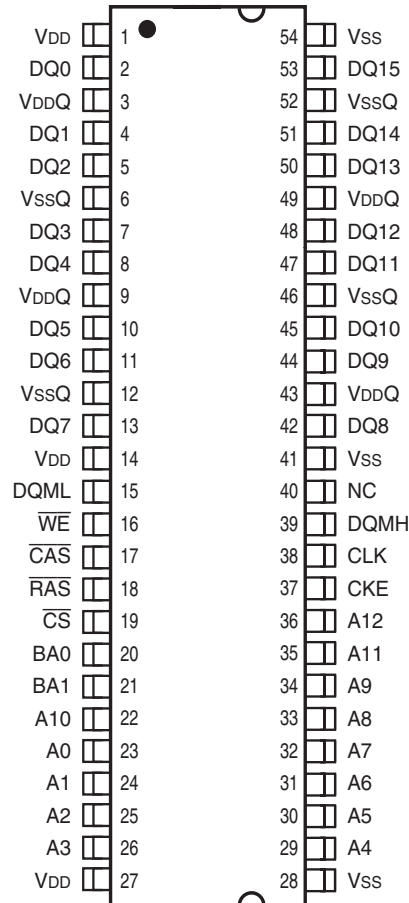 VDD 1 54 VSS
DQ0 2 53 DQ15
VDDQ 3 52 VSSQ
DQ1 4 51 DQ14
DQ2 5 50 DQ13
VSSQ 6 49 VDDQ
DQ3 7 48 DQ12
DQ4 8 47 DQ11
VDDQ 9 46 VSSQ
DQ5 10 45 DQ10
DQ6 11 44 DQ9
VSSQ 12 43 VDDQ
DQ7 13 42 DQ8
VDD 14 41 VSS
DQML 15 40 NC
W̅E̅ 16 39 DQMH
C̅A̅S̅ 17 38 CLK
R̅A̅S̅ 18 37 CKE
C̅S̅ 19 36 A12
BA0 20 35 A11
BA1 21 34 A9
A10 22 33 A8
A0 23 32 A7
A1 24 31 A6
A2 25 30 A5
A3 26 29 A4
VDD 27 28 VSS